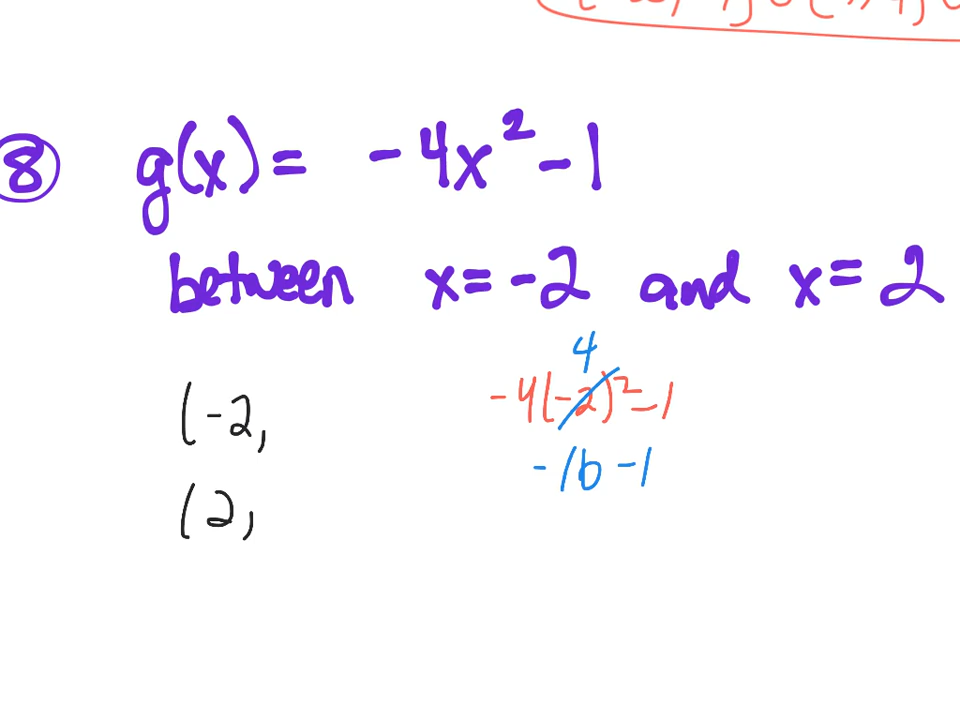 ⑧ g(x) = -4x² -1
between x = -2 and x = 2
4
(-2, -4(-2)² -1
-16 -1
(2,